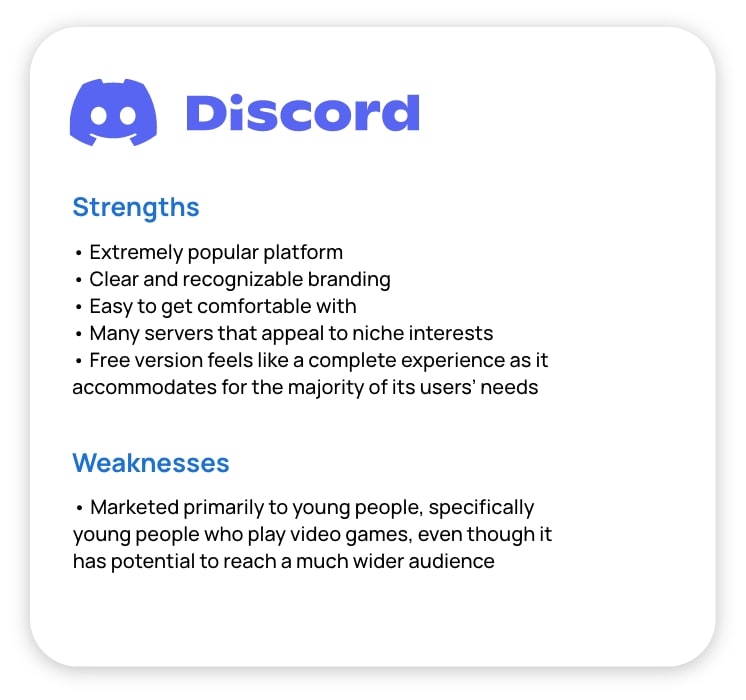 Discord
Strengths
• Extremely popular platform
• Clear and recognizable branding
• Easy to get comfortable with
• Many servers that appeal to niche interests
• Free version feels like a complete experience as it
accommodates for the majority of its users’ needs
Weaknesses
• Marketed primarily to young people, specifically
young people who play video games, even though it
has potential to reach a much wider audience